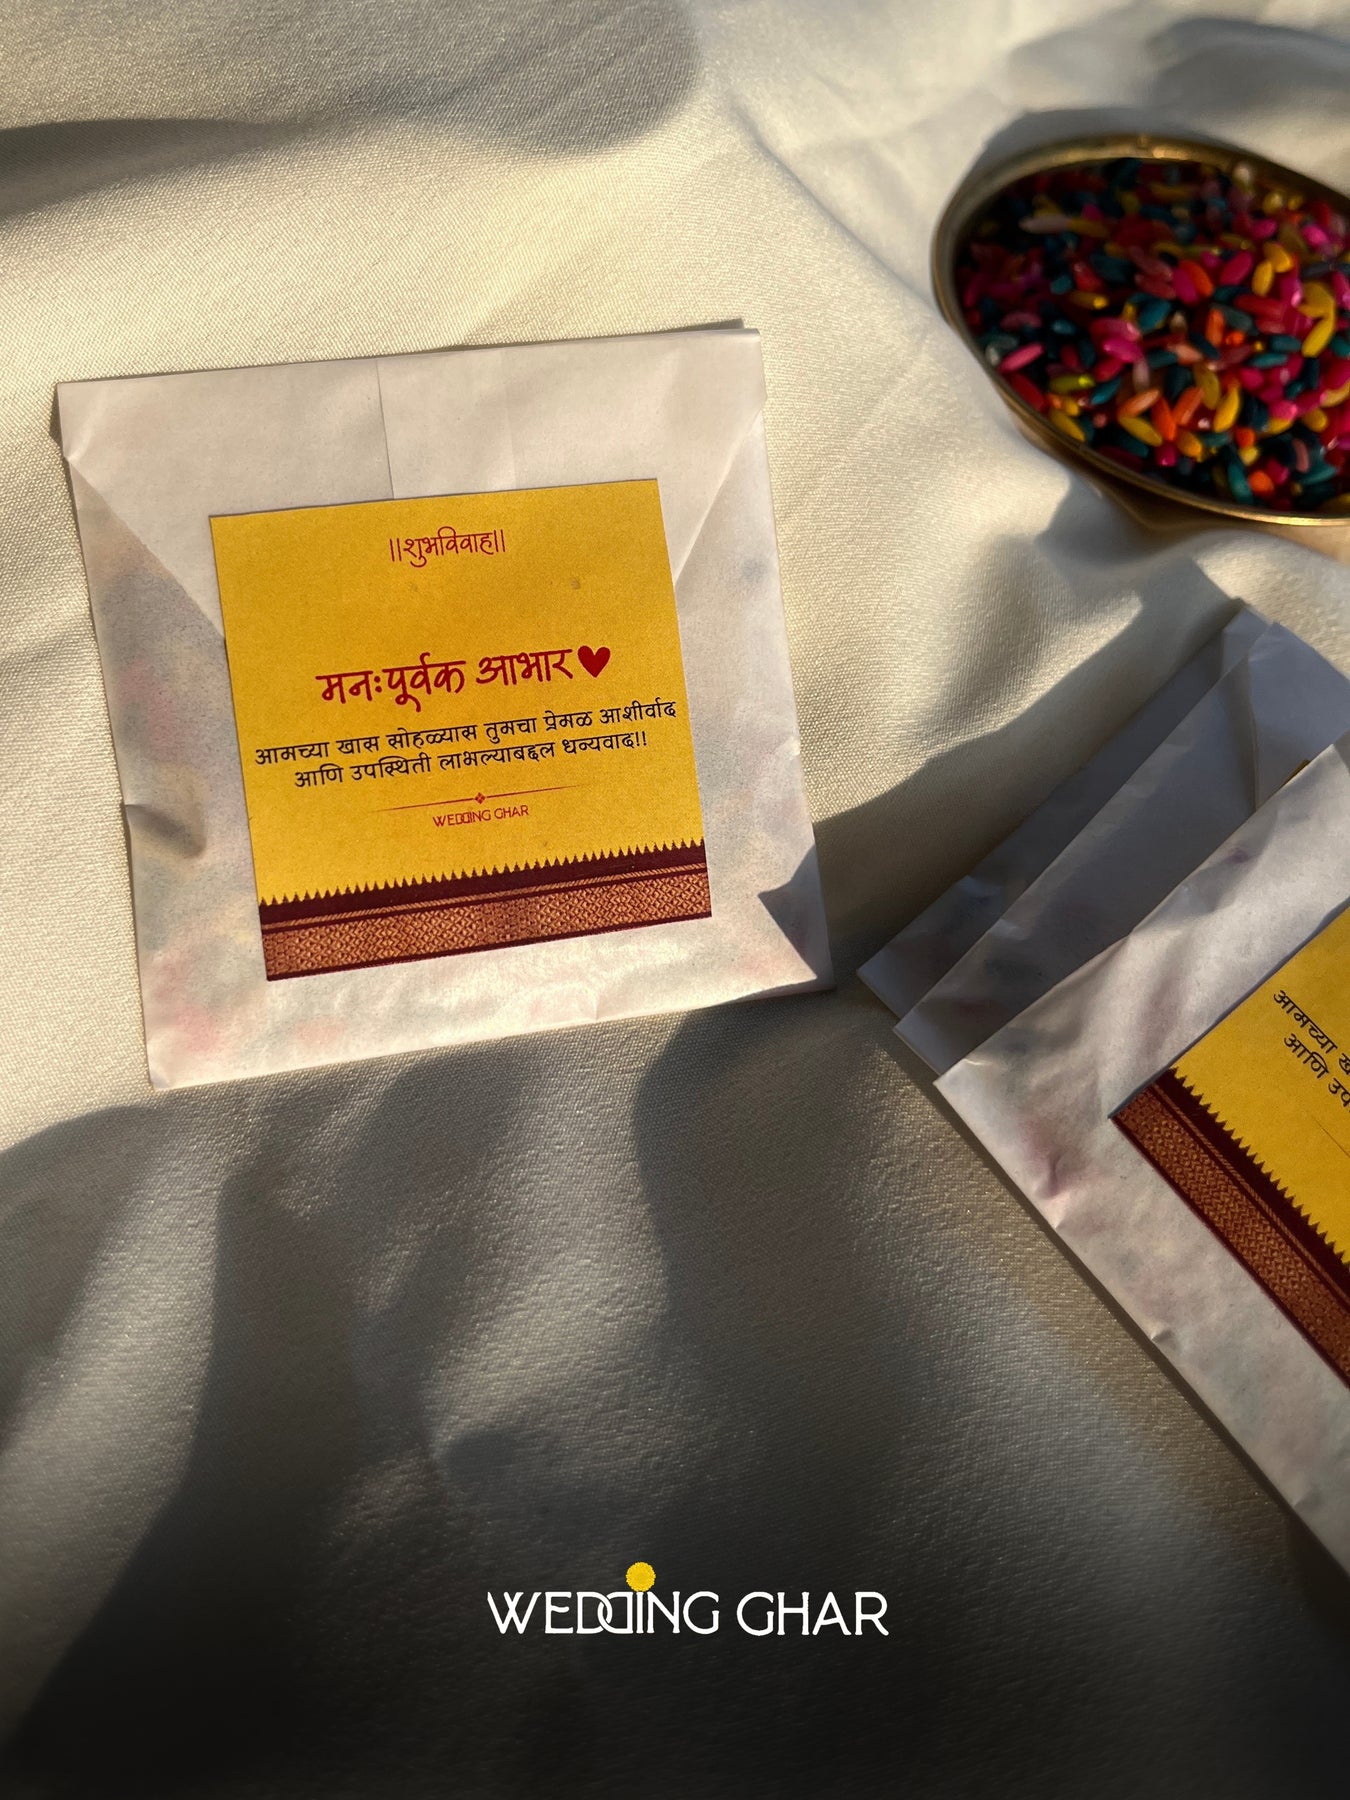 ||शुभविवाह||
मनःपूर्वक आभार
आमच्या खास सोहळ्यास तुमचा प्रेमळ आशीर्वाद
आणि उपस्थिती लाभल्याबद्दल धन्यवाद!!
WEDDING GHAR
आमच्या
आणि
WEDDING GHAR